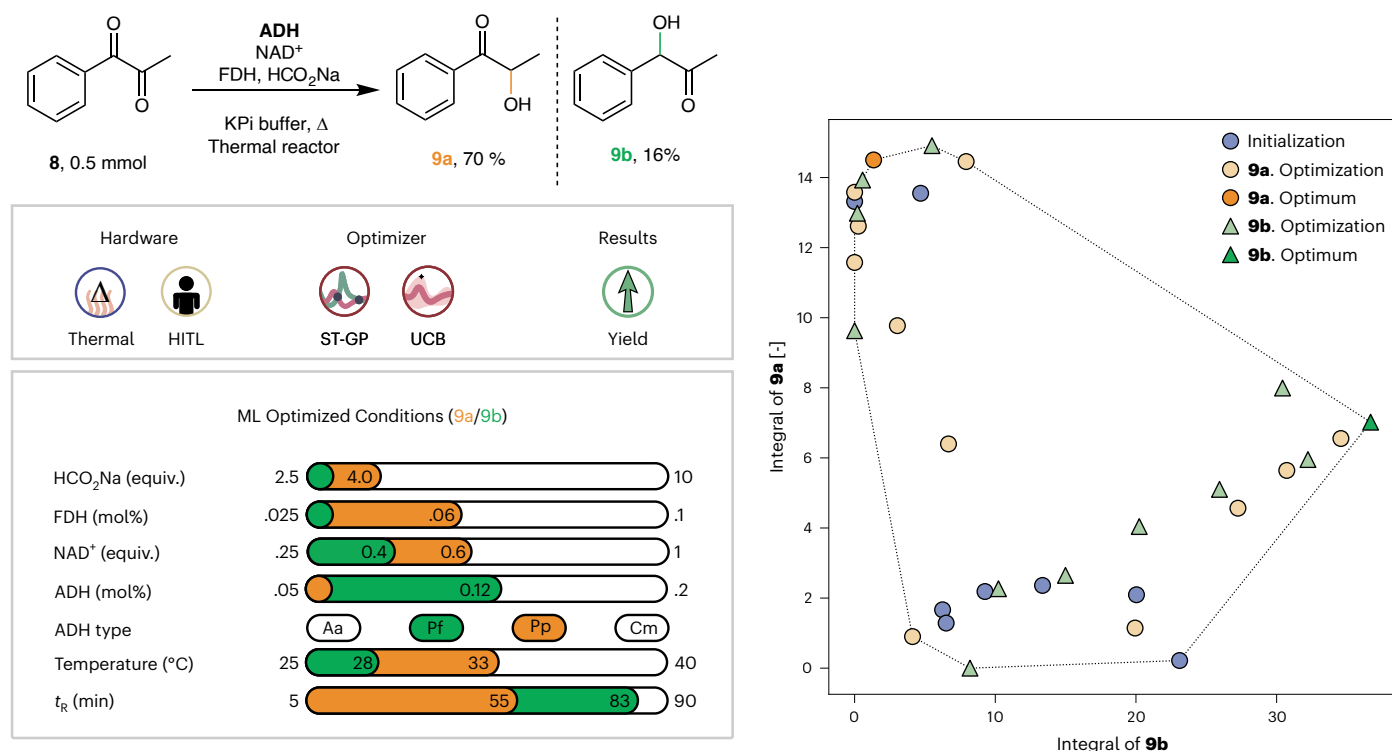 O
O
8, 0.5 mmol
ADH
NAD+
FDH, HCO2Na
KPi buffer, Δ
Thermal reactor
O
OH
9a, 70 %
OH
O
9b, 16%
Hardware
Optimizer
Results
Δ
Thermal
HITL
ST-GP
UCB
Yield
ML Optimized Conditions (9a/9b)
HCO2Na (equiv.) 2.5 4.0 10
FDH (mol%) .025 .06 .1
NAD+ (equiv.) .25 0.4 0.6 1
ADH (mol%) .05 0.12 .2
ADH type Aa Pf Pp Cm
Temperature (°C) 25 28 33 40
tR (min) 5 55 83 90
Initialization
9a. Optimization
9a. Optimum
9b. Optimization
9b. Optimum
Integral of 9a [-]
14
12
10
8
6
4
2
0
0 10 20 30
Integral of 9b